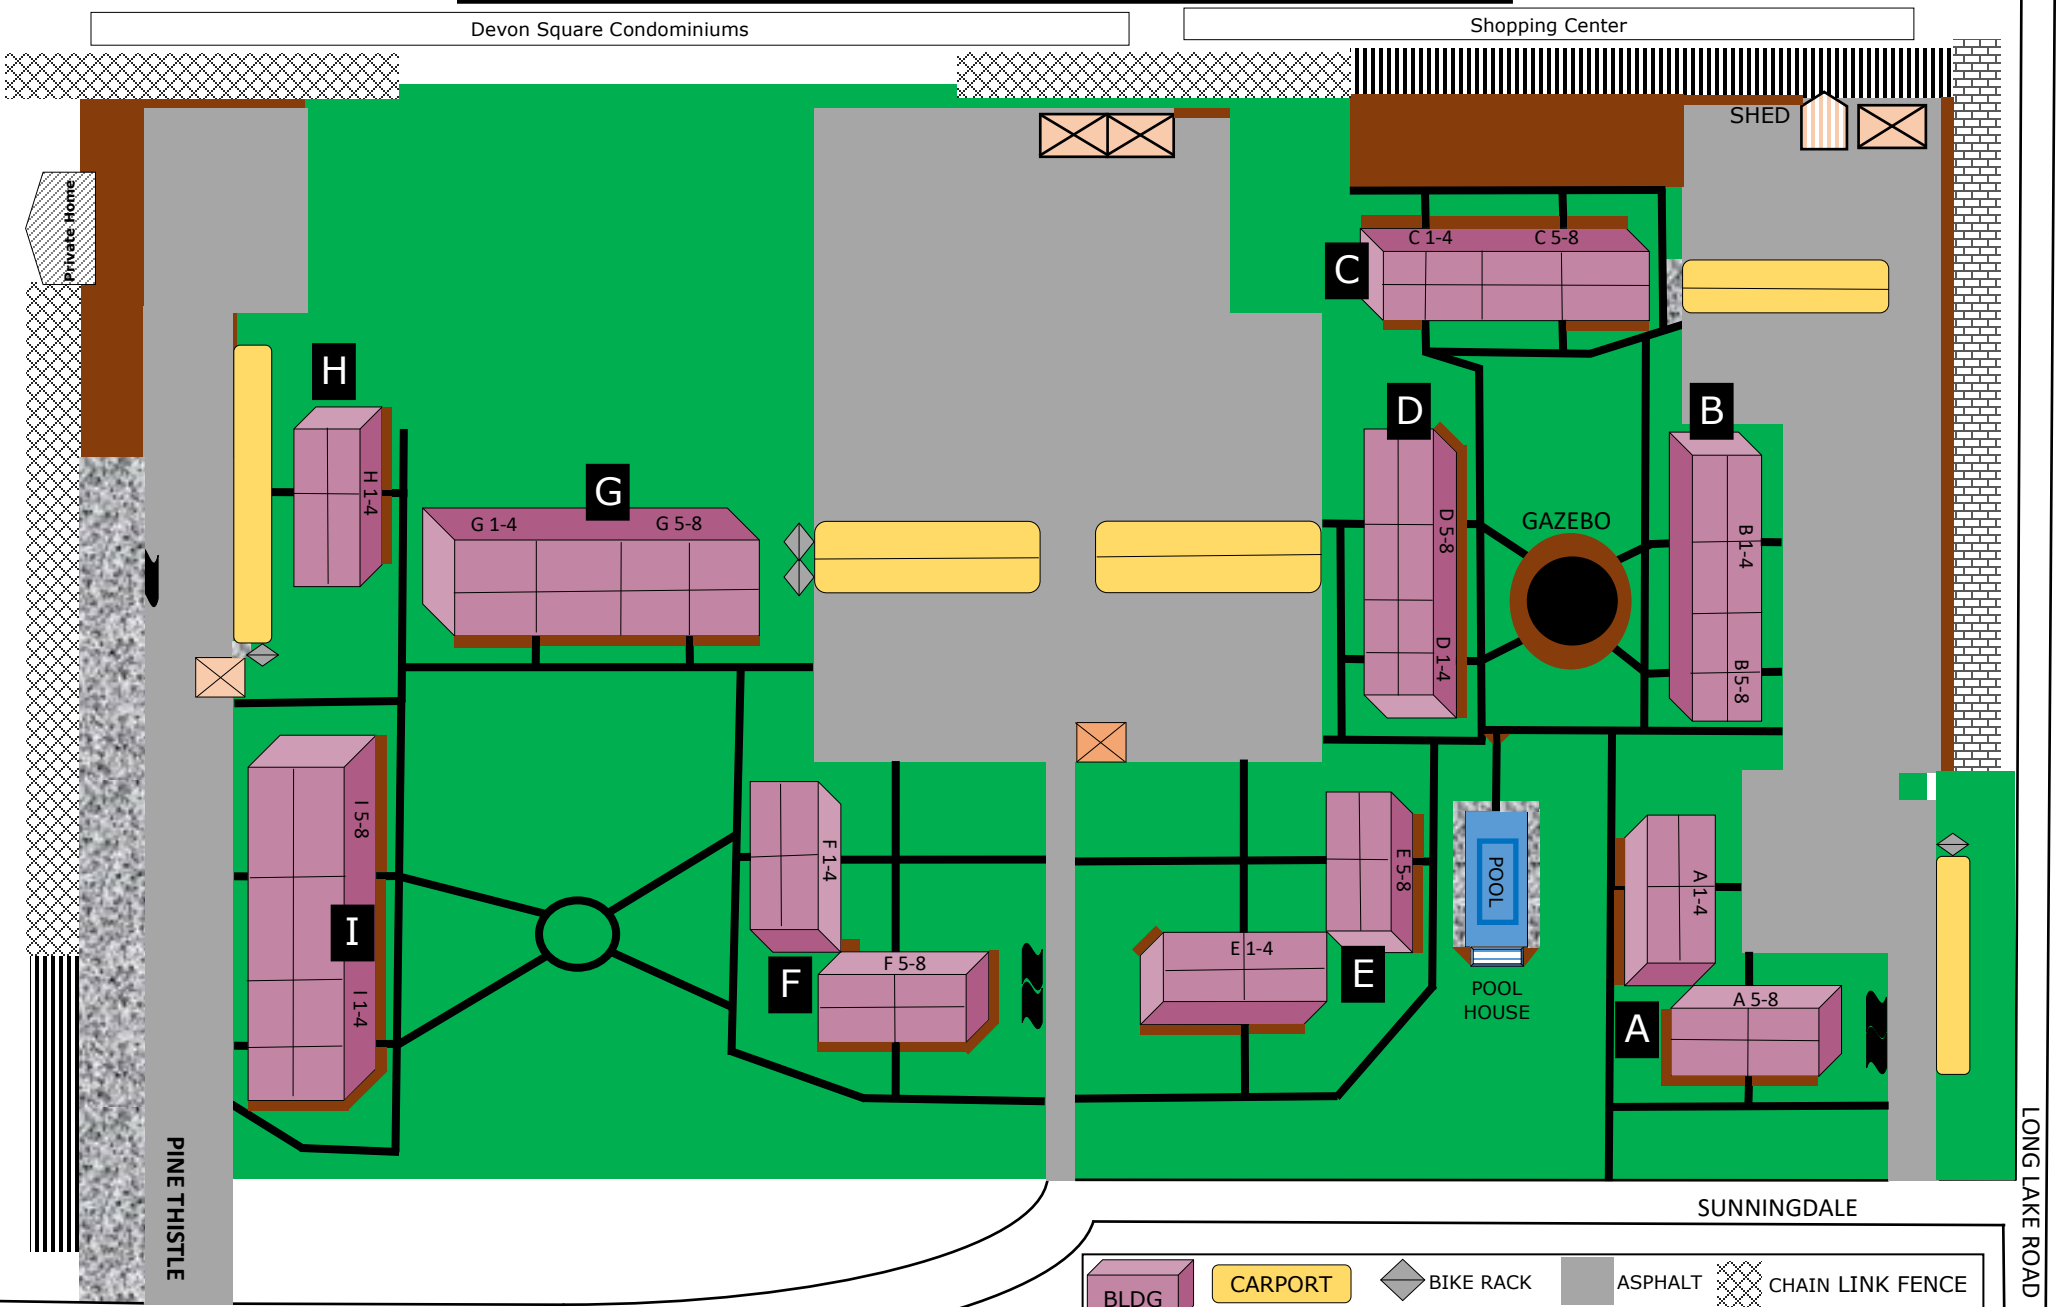 Devon Square Condominiums
Shopping Center
SHED
Private Home
C 1-4
C 5-8
C
H
D
B
H 1-4
G
G 1-4
G 5-8
D 5-8
GAZEBO
B 1-4
D 1-4
B 5-8
I 5-8
F 1-4
E 5-8
POOL
A 1-4
I
E 1-4
F 5-8
F
E
I 1-4
POOL
HOUSE
A 5-8
A
PINE THISTLE
SUNNINGDALE
LONG LAKE ROAD
BLDG
CARPORT
BIKE RACK
ASPHALT
CHAIN LINK FENCE